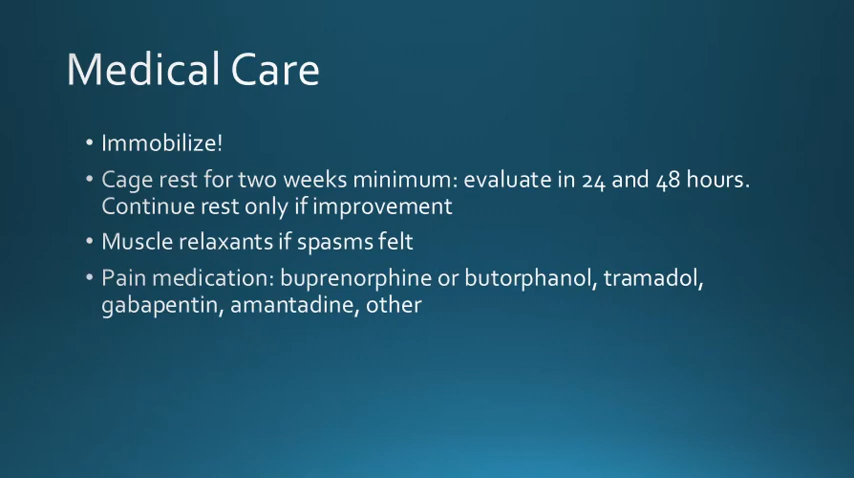 Medical Care
• Immobilize!
• Cage rest for two weeks minimum: evaluate in 24 and 48 hours.
Continue rest only if improvement
• Muscle relaxants if spasms felt
• Pain medication: buprenorphine or butorphanol, tramadol,
gabapentin, amantadine, other